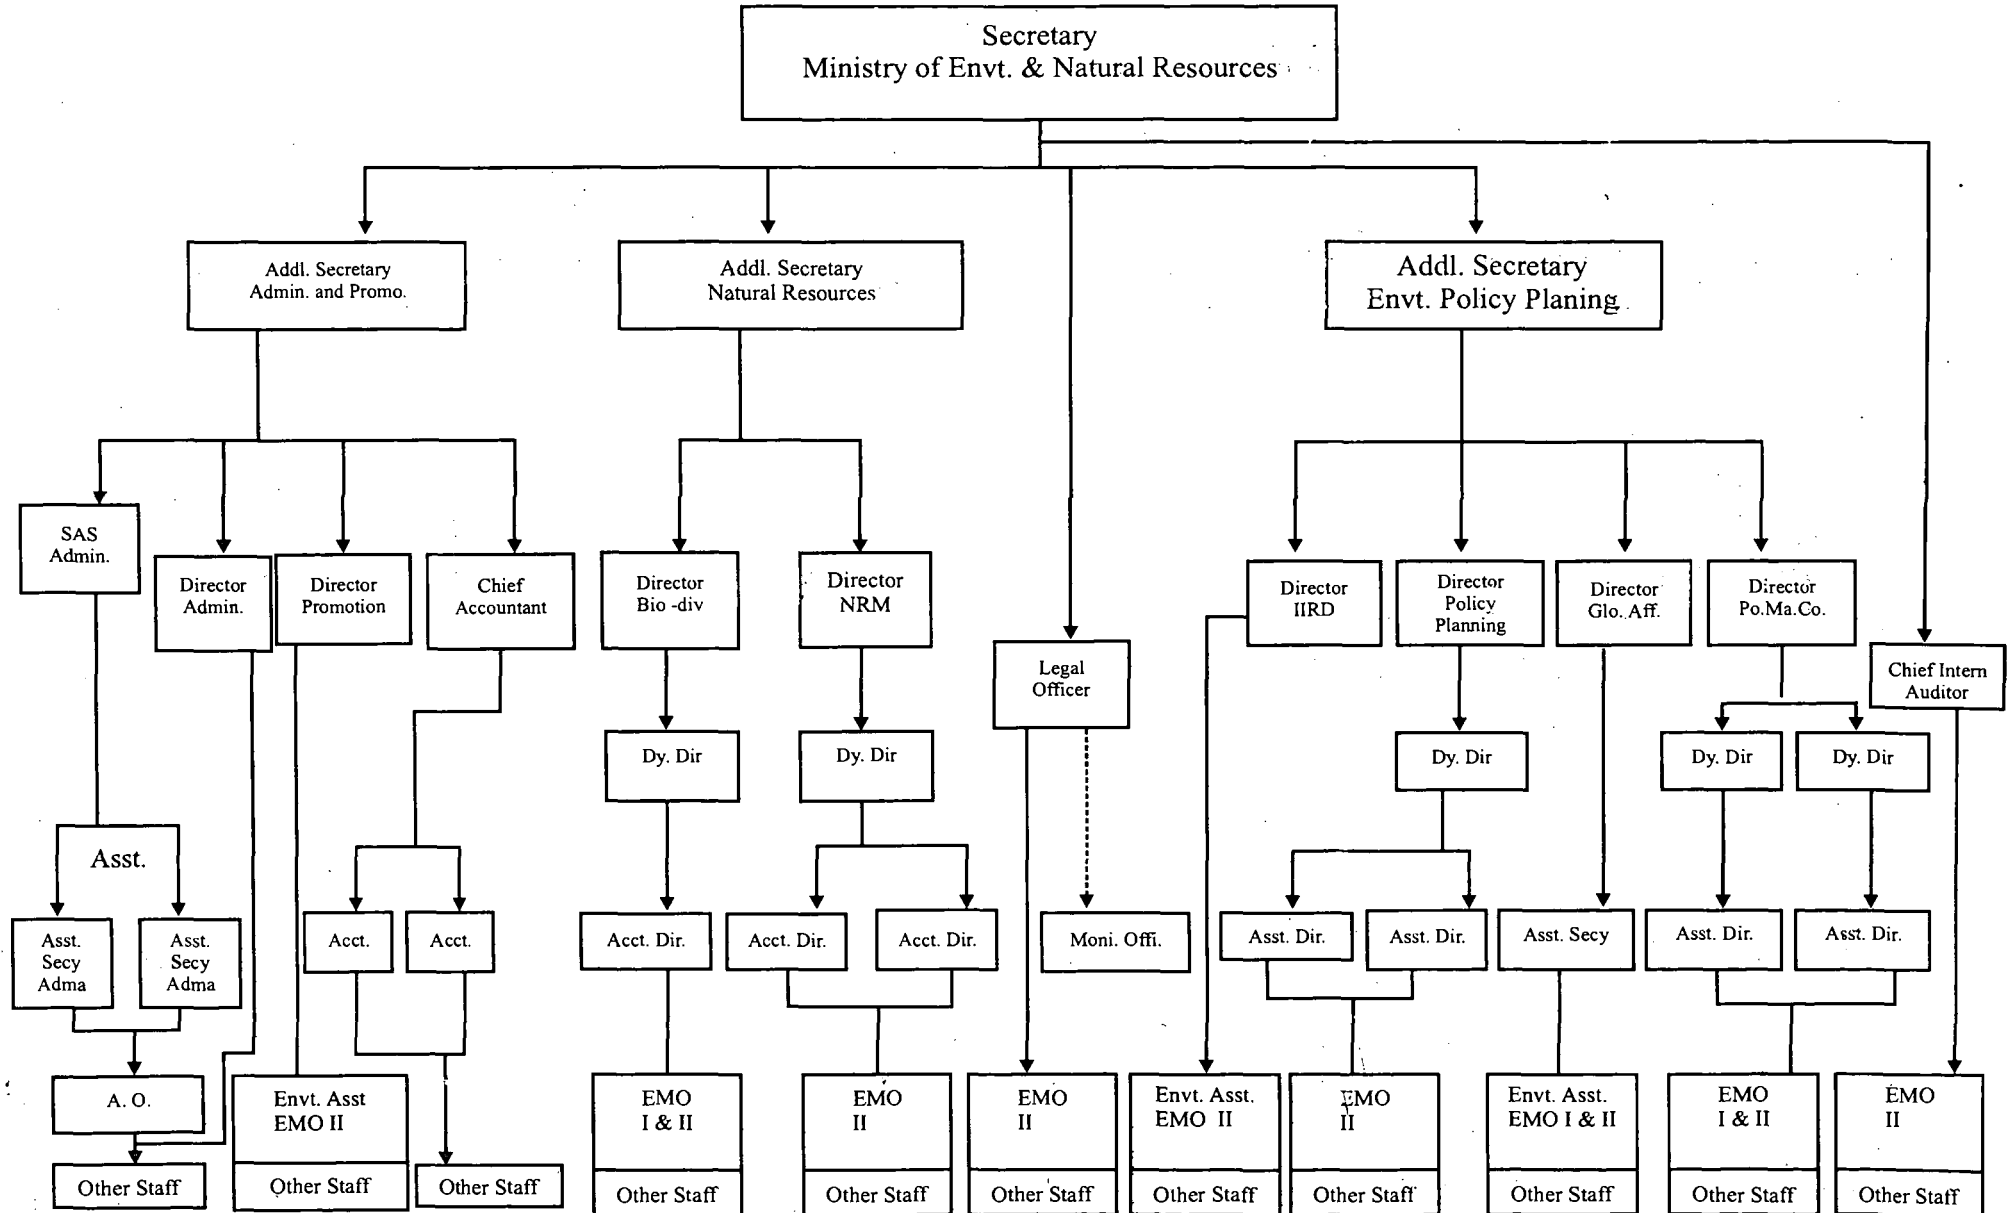 Secretary
Ministry of Envt. & Natural Resources
Addl. Secretary
Admin. and Promo.
Addl. Secretary
Natural Resources
Addl. Secretary
Envt. Policy Planing
SAS
Admin.
Director
Admin.
Director
Promotion
Chief
Accountant
Director
Bio -div
Director
NRM
Legal
Officer
Director
IIRD
Director
Policy
Planning
Director
Glo. Aff.
Director
Po.Ma.Co.
Chief Intern
Auditor
Dy. Dir
Dy. Dir
Dy. Dir
Dy. Dir
Dy. Dir
Asst.
Asst.
Secy
Adma
Asst.
Secy
Adma
Acct.
Acct.
Acct. Dir.
Acct. Dir.
Acct. Dir.
Moni. Offi.
Asst. Dir.
Asst. Dir.
Asst. Secy
Asst. Dir.
Asst. Dir.
A. O.
Other Staff
Envt. Asst
EMO II
Other Staff
Other Staff
EMO
I & II
Other Staff
EMO
II
Other Staff
EMO
II
Other Staff
Envt. Asst.
EMO II
Other Staff
EMO
II
Other Staff
Envt. Asst.
EMO I & II
Other Staff
EMO
I & II
Other Staff
EMO
II
Other Staff